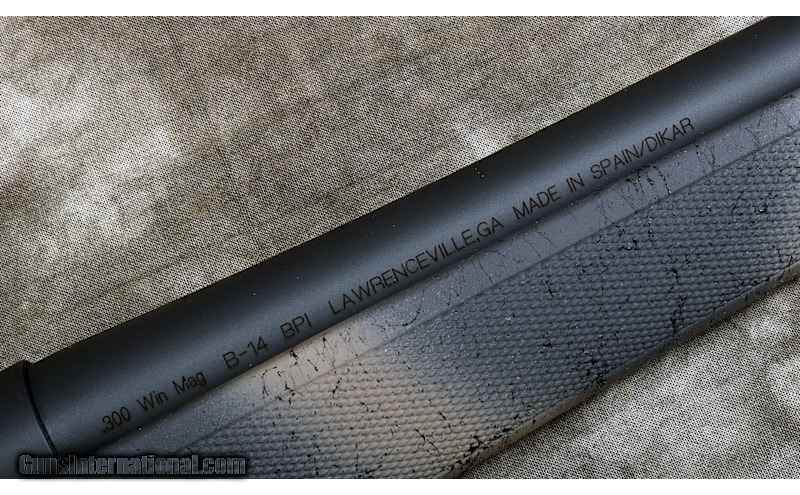 .300 Win Mag B-14 BPI LAWRENCEVILLE,GA MADE IN SPAIN/DIKAR
GunsInternational.com